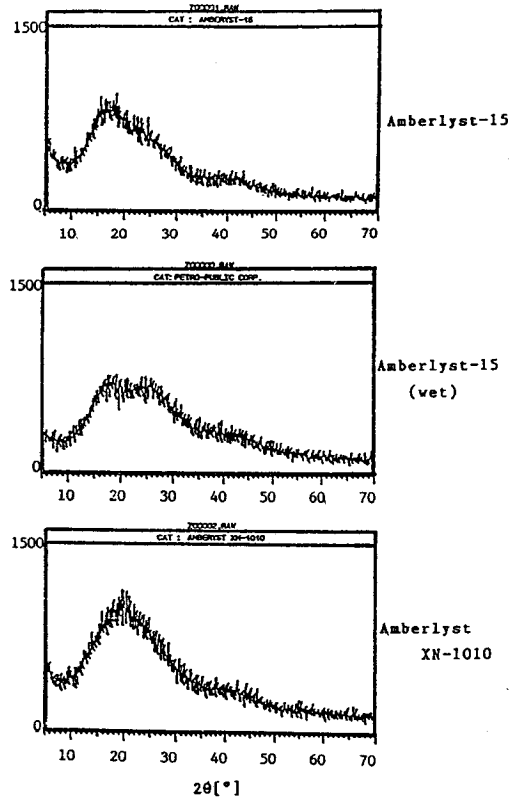 1500
CAT : AMBERYST-15
Amberlyst-15
0
10 20 30 40 50 60 70
1500
CAT: PETRO-PUBLIC CORP.
Amberlyst-15
(wet)
0
10 20 30 40 50 60 70
Z00002.RAW
1500
CAT : AMBERYST XN-1010
Amberlyst
XN-1010
0
10 20 30 40 50 60 70
2θ[°]